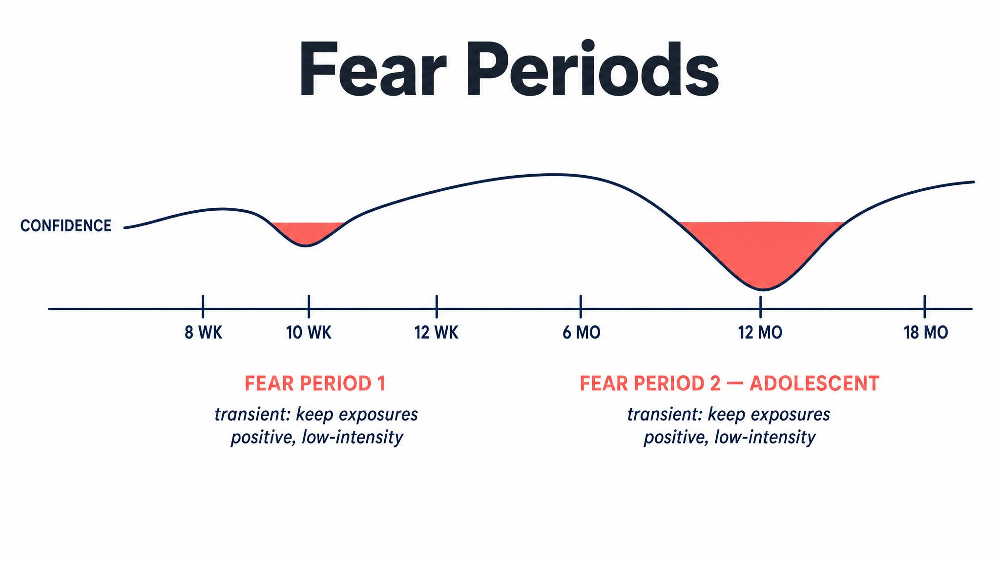 Fear Periods
CONFIDENCE
8 WK
10 WK
12 WK
6 MO
12 MO
18 MO
FEAR PERIOD 1
transient: keep exposures
positive, low-intensity
FEAR PERIOD 2 — ADOLESCENT
transient: keep exposures
positive, low-intensity